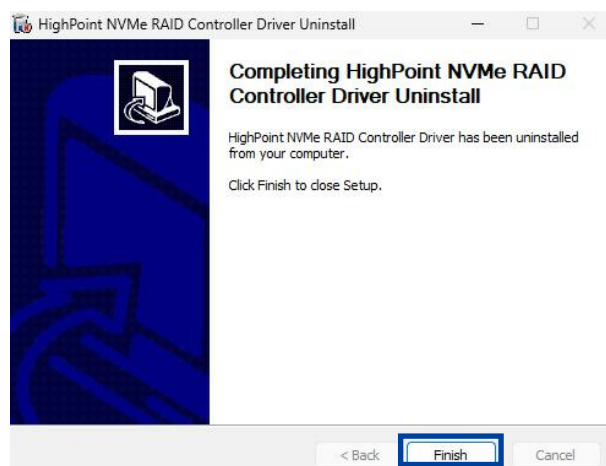 HighPoint NVMe RAID Controller Driver Uninstall
Completing HighPoint NVMe RAID
Controller Driver Uninstall
HighPoint NVMe RAID Controller Driver has been uninstalled
from your computer.
Click Finish to close Setup.
< Back
Finish
Cancel